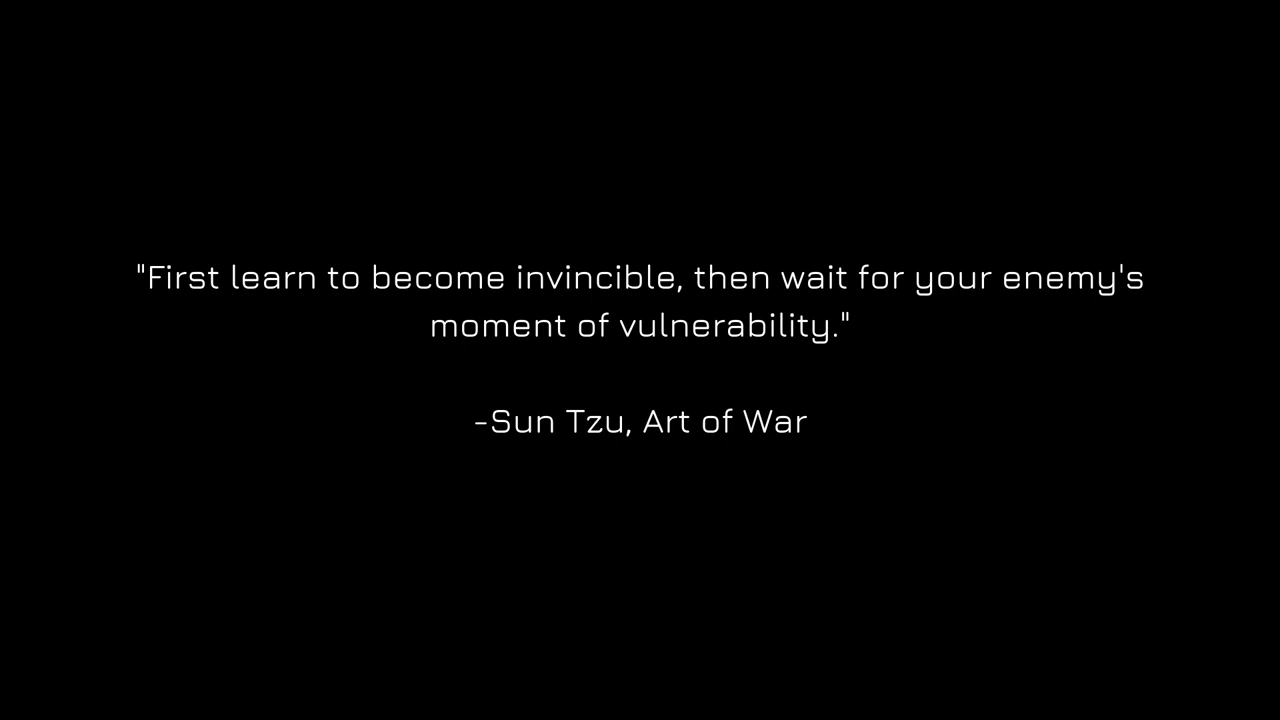 "First learn to become invincible, then wait for your enemy's
moment of vulnerability."
-Sun Tzu, Art of War